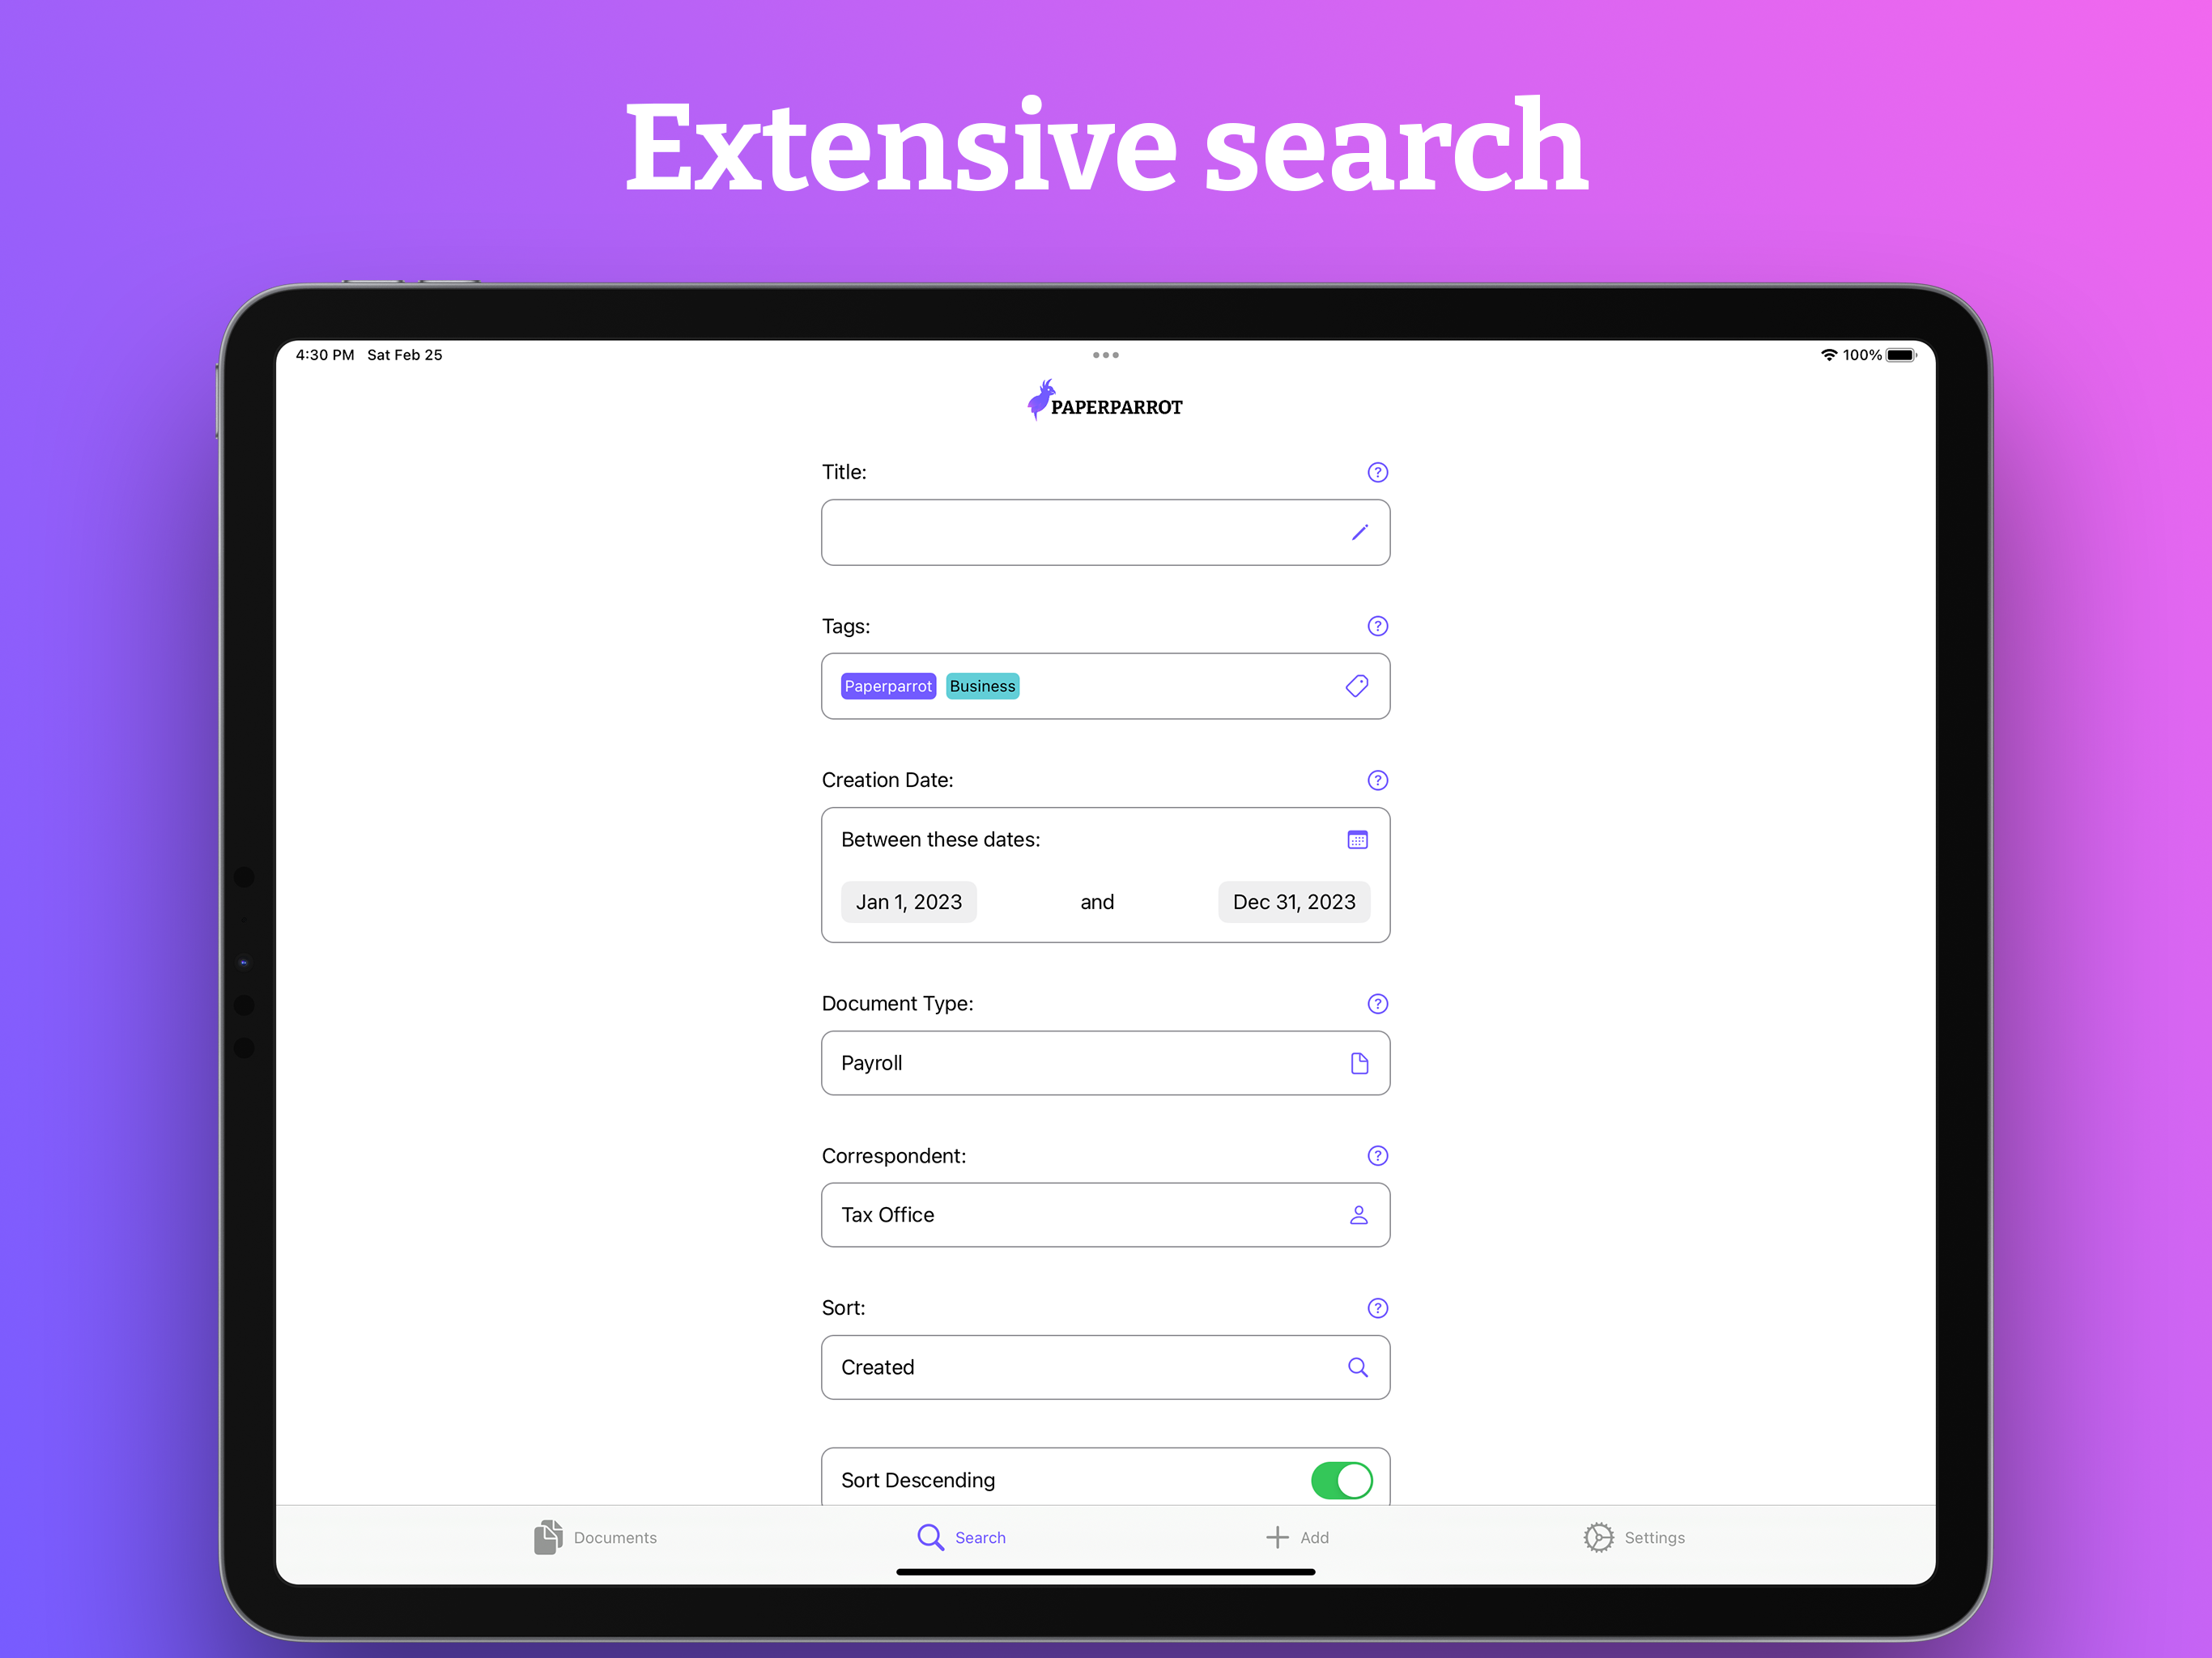 Extensive search
4:30 PM Sat Feb 25
100%
PAPERPARROT
Title:
Tags:
Paperparrot Business
Creation Date:
Between these dates:
Jan 1, 2023 and Dec 31, 2023
Document Type:
Payroll
Correspondent:
Tax Office
Sort:
Created
Sort Descending
Documents Search Add Settings